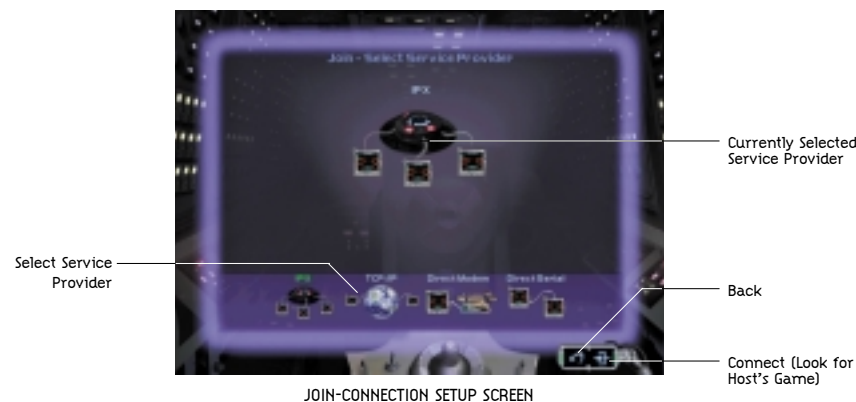 Join - Select Service Provider
IPX
Currently Selected
Service Provider
Select Service
Provider
IPX
TCP-IP
Direct Modem
Direct Serial
Back
Connect (Look for
Host's Game)
JOIN-CONNECTION SETUP SCREEN